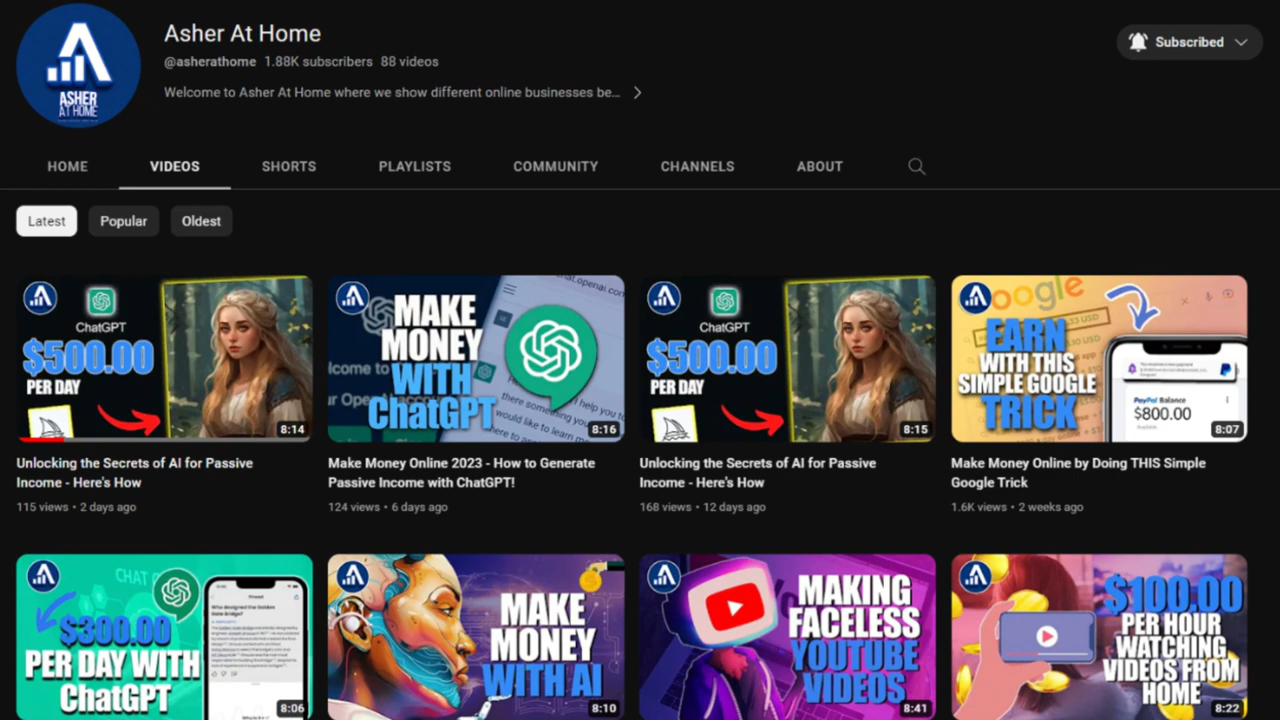 Asher At Home
@asherathome 1.88K subscribers 88 videos
Subscribed
Welcome to Asher At Home where we show different online businesses be...
ASHER
AT HOME
HOME VIDEOS SHORTS PLAYLISTS COMMUNITY CHANNELS ABOUT
Latest Popular Oldest
ChatGPT
$500.00
PER DAY
8:14
MAKE
MONEY
WITH
ChatGPT
8:16
ChatGPT
$500.00
PER DAY
8:15
Google
EARN
WITH THIS
SIMPLE GOOGLE
TRICK
PayPal Balance
$800.00
8:07
Unlocking the Secrets of AI for Passive
Income - Here's How
115 views • 2 days ago
Make Money Online 2023 - How to Generate
Passive Income with ChatGPT!
124 views • 6 days ago
Unlocking the Secrets of AI for Passive
Income - Here's How
168 views • 12 days ago
Make Money Online by Doing THIS Simple
Google Trick
1.6K views • 2 weeks ago
CHAT
$300.00
PER DAY WITH
ChatGPT
Who designed the Golden
Gate Bridge?
8:06
MAKE
MONEY
WITH AI
8:10
MAKING
FACELESS
YOUTUBE
VIDEOS
8:41
$100.00
PER HOUR
WATCHING
VIDEOS FROM
HOME
8:22